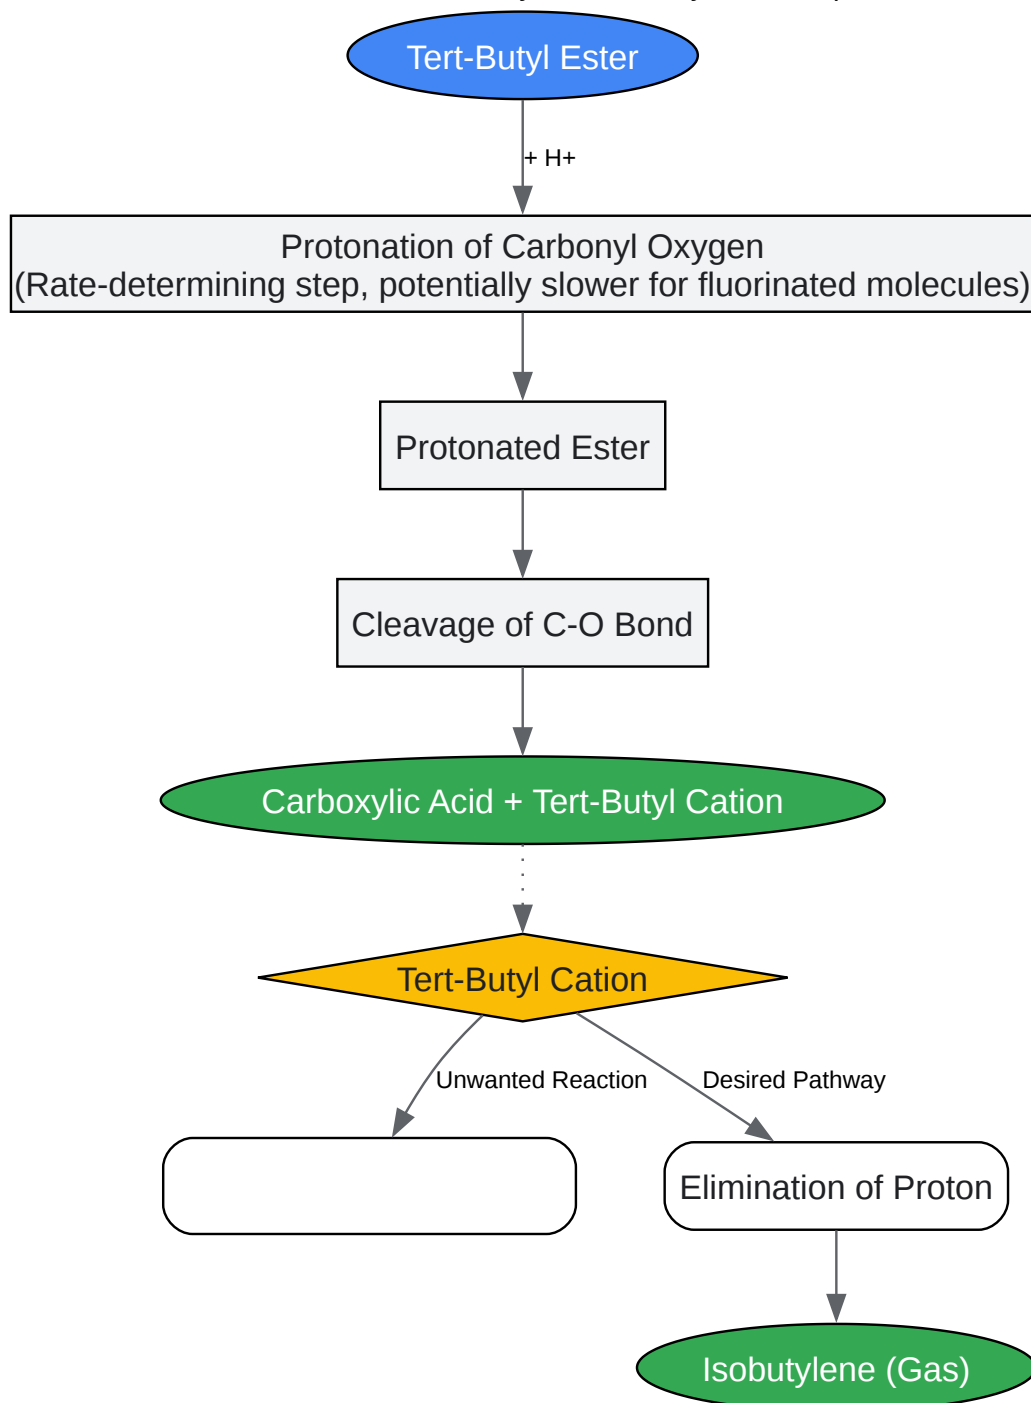 Tert-Butyl Ester
+ H+
Protonation of Carbonyl Oxygen
(Rate-determining step, potentially slower for fluorinated molecules)
Protonated Ester
Cleavage of C-O Bond
Carboxylic Acid + Tert-Butyl Cation
Tert-Butyl Cation
Unwanted Reaction
Desired Pathway
Elimination of Proton
Isobutylene (Gas)